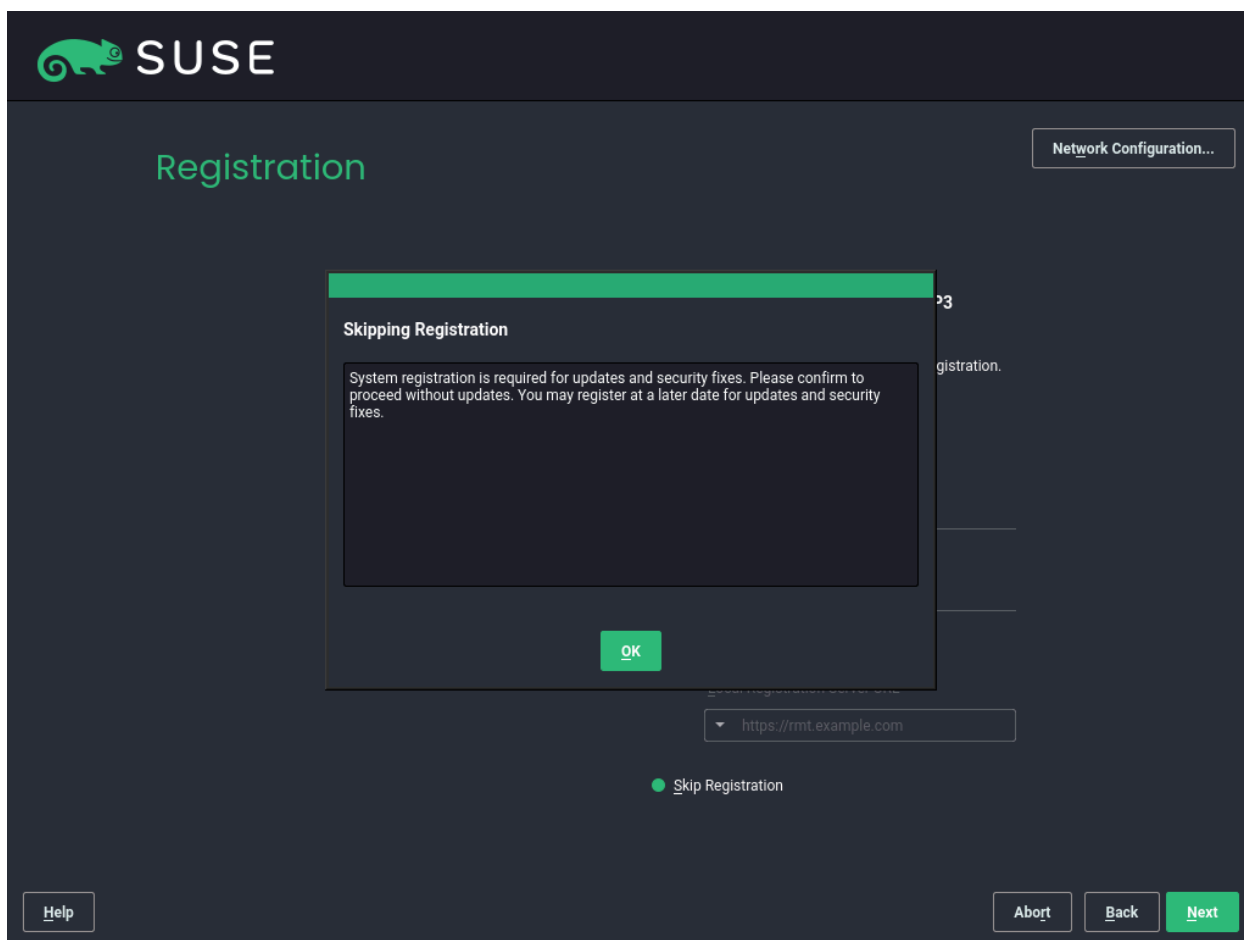 SUSE
Registration
Network Configuration...
P3
Skipping Registration
gistration.
System registration is required for updates and security fixes. Please confirm to
proceed without updates. You may register at a later date for updates and security
fixes.
OK
https://rmt.example.com
Skip Registration
Help
Abort
Back
Next